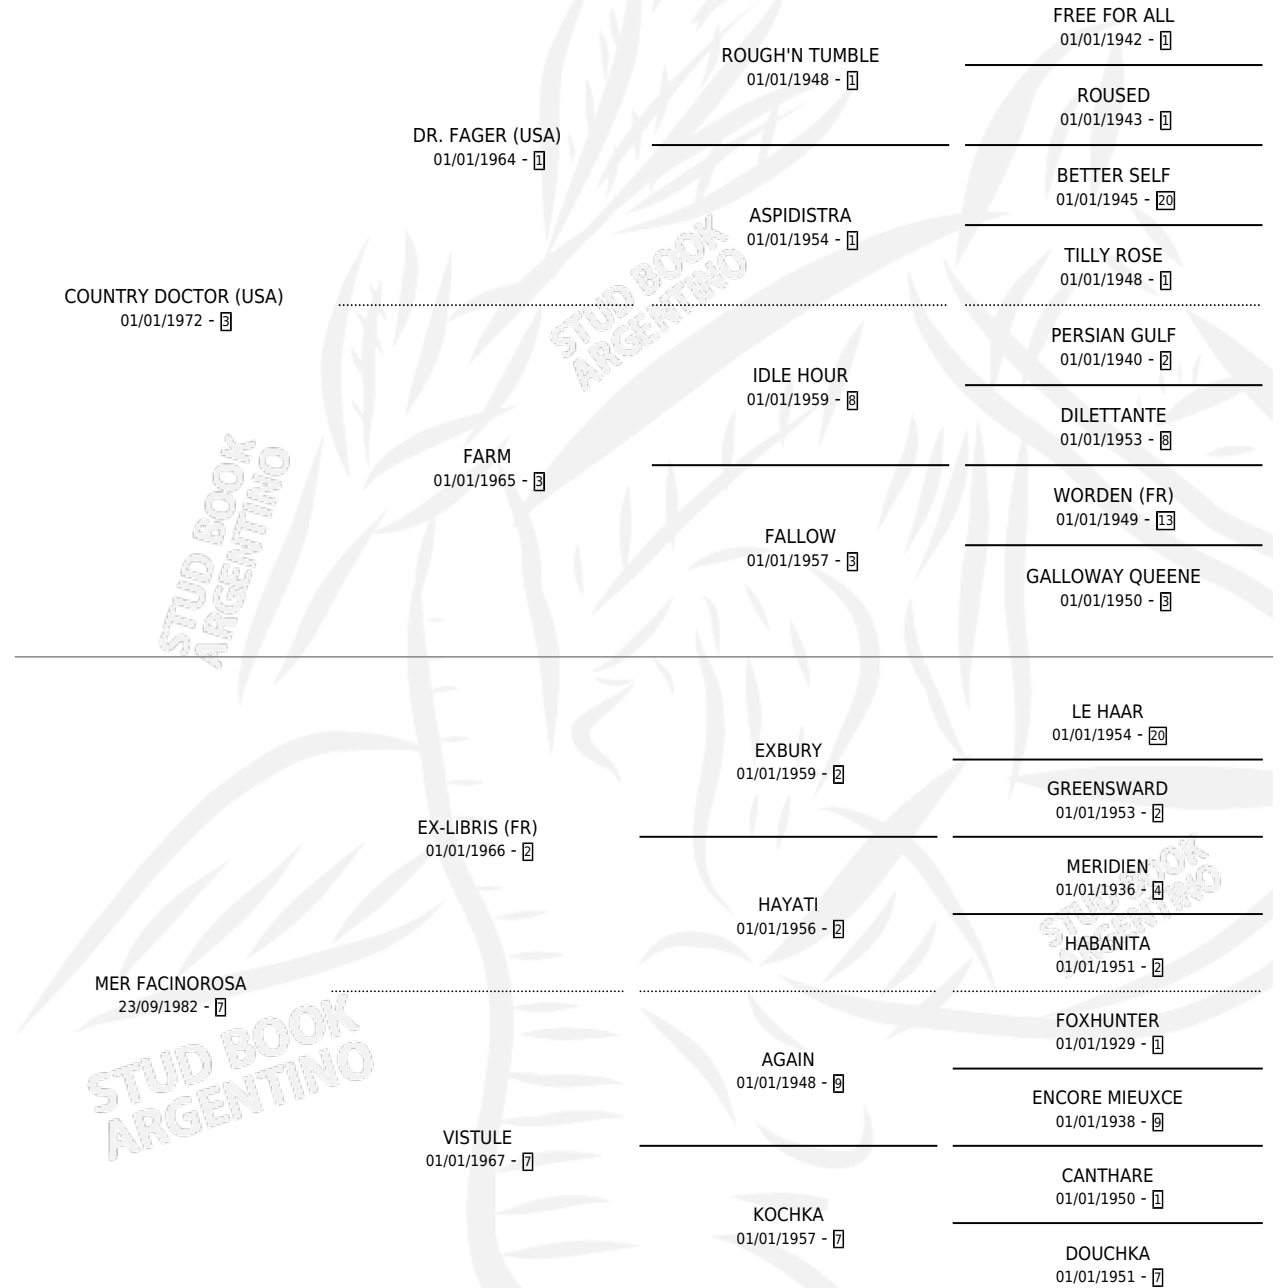 FREE FOR ALL
01/01/1942 - 1
ROUGH'N TUMBLE
01/01/1948 - 1
ROUSED
01/01/1943 - 1
DR. FAGER (USA)
01/01/1964 - 1
BETTER SELF
01/01/1945 - 20
ASPIDISTRA
01/01/1954 - 1
TILLY ROSE
01/01/1948 - 1
COUNTRY DOCTOR (USA)
01/01/1972 - 3
PERSIAN GULF
01/01/1940 - 2
IDLE HOUR
01/01/1959 - 8
DILETTANTE
01/01/1953 - 8
FARM
01/01/1965 - 3
WORDEN (FR)
01/01/1949 - 13
FALLOW
01/01/1957 - 3
GALLOWAY QUEENE
01/01/1950 - 3
LE HAAR
01/01/1954 - 20
EXBURY
01/01/1959 - 2
GREENSWARD
01/01/1953 - 2
EX-LIBRIS (FR)
01/01/1966 - 2
MERIDIEN
01/01/1936 - 4
HAYATI
01/01/1956 - 2
HABANITA
01/01/1951 - 2
MER FACINOROSA
23/09/1982 - 7
FOXHUNTER
01/01/1929 - 1
AGAIN
01/01/1948 - 9
ENCORE MIEUXCE
01/01/1938 - 9
VISTULE
01/01/1967 - 7
CANTHARE
01/01/1950 - 1
KOCHKA
01/01/1957 - 7
DOUCHKA
01/01/1951 - 7
STUD BOOK
ARGENTINO
STUD BOOK
ARGENTINO
STUD BOOK
ARGENTINO
STUD BOOK
ARGENTINO